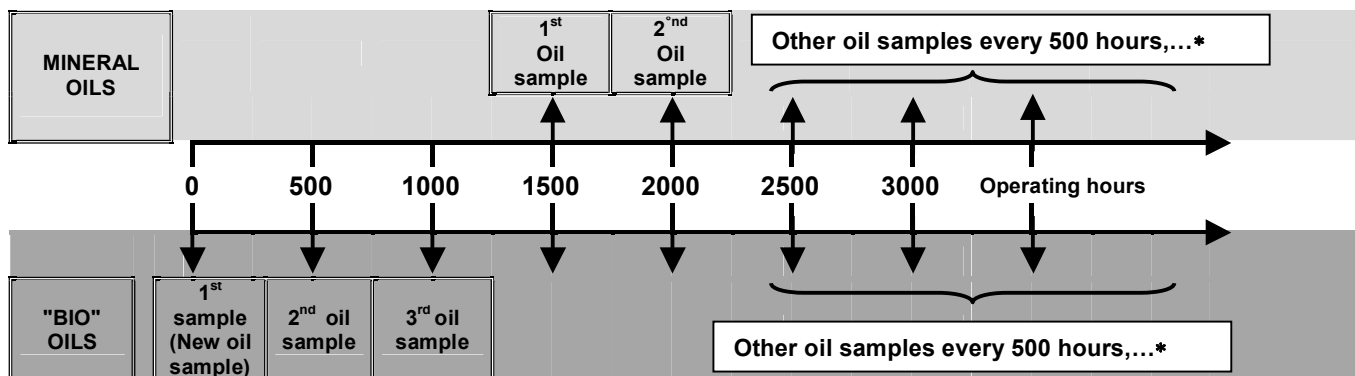 1st
Oil
sample
2°nd
Oil
sample
Other oil samples every 500 hours,…*
MINERAL
OILS
0 500 1000 1500 2000 2500 3000 Operating hours
"BIO"
OILS
1st
sample
(New oil
sample)
2nd oil
sample
3rd oil
sample
Other oil samples every 500 hours,…*